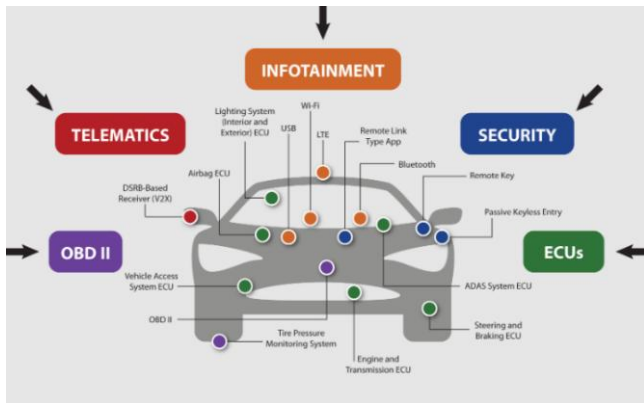 INFOTAINMENT
TELEMATICS
SECURITY
OBD II
ECUs
Lighting System
(Interior and
Exterior) ECU
USB
Wi-Fi
LTE
Remote Link
Type App
Bluetooth
Airbag ECU
Remote Key
DSRB-Based
Receiver (V2X)
Passive Keyless Entry
Vehicle Access
System ECU
ADAS System ECU
OBD II
Steering and
Braking ECU
Tire Pressure
Monitoring System
Engine and
Transmission ECU